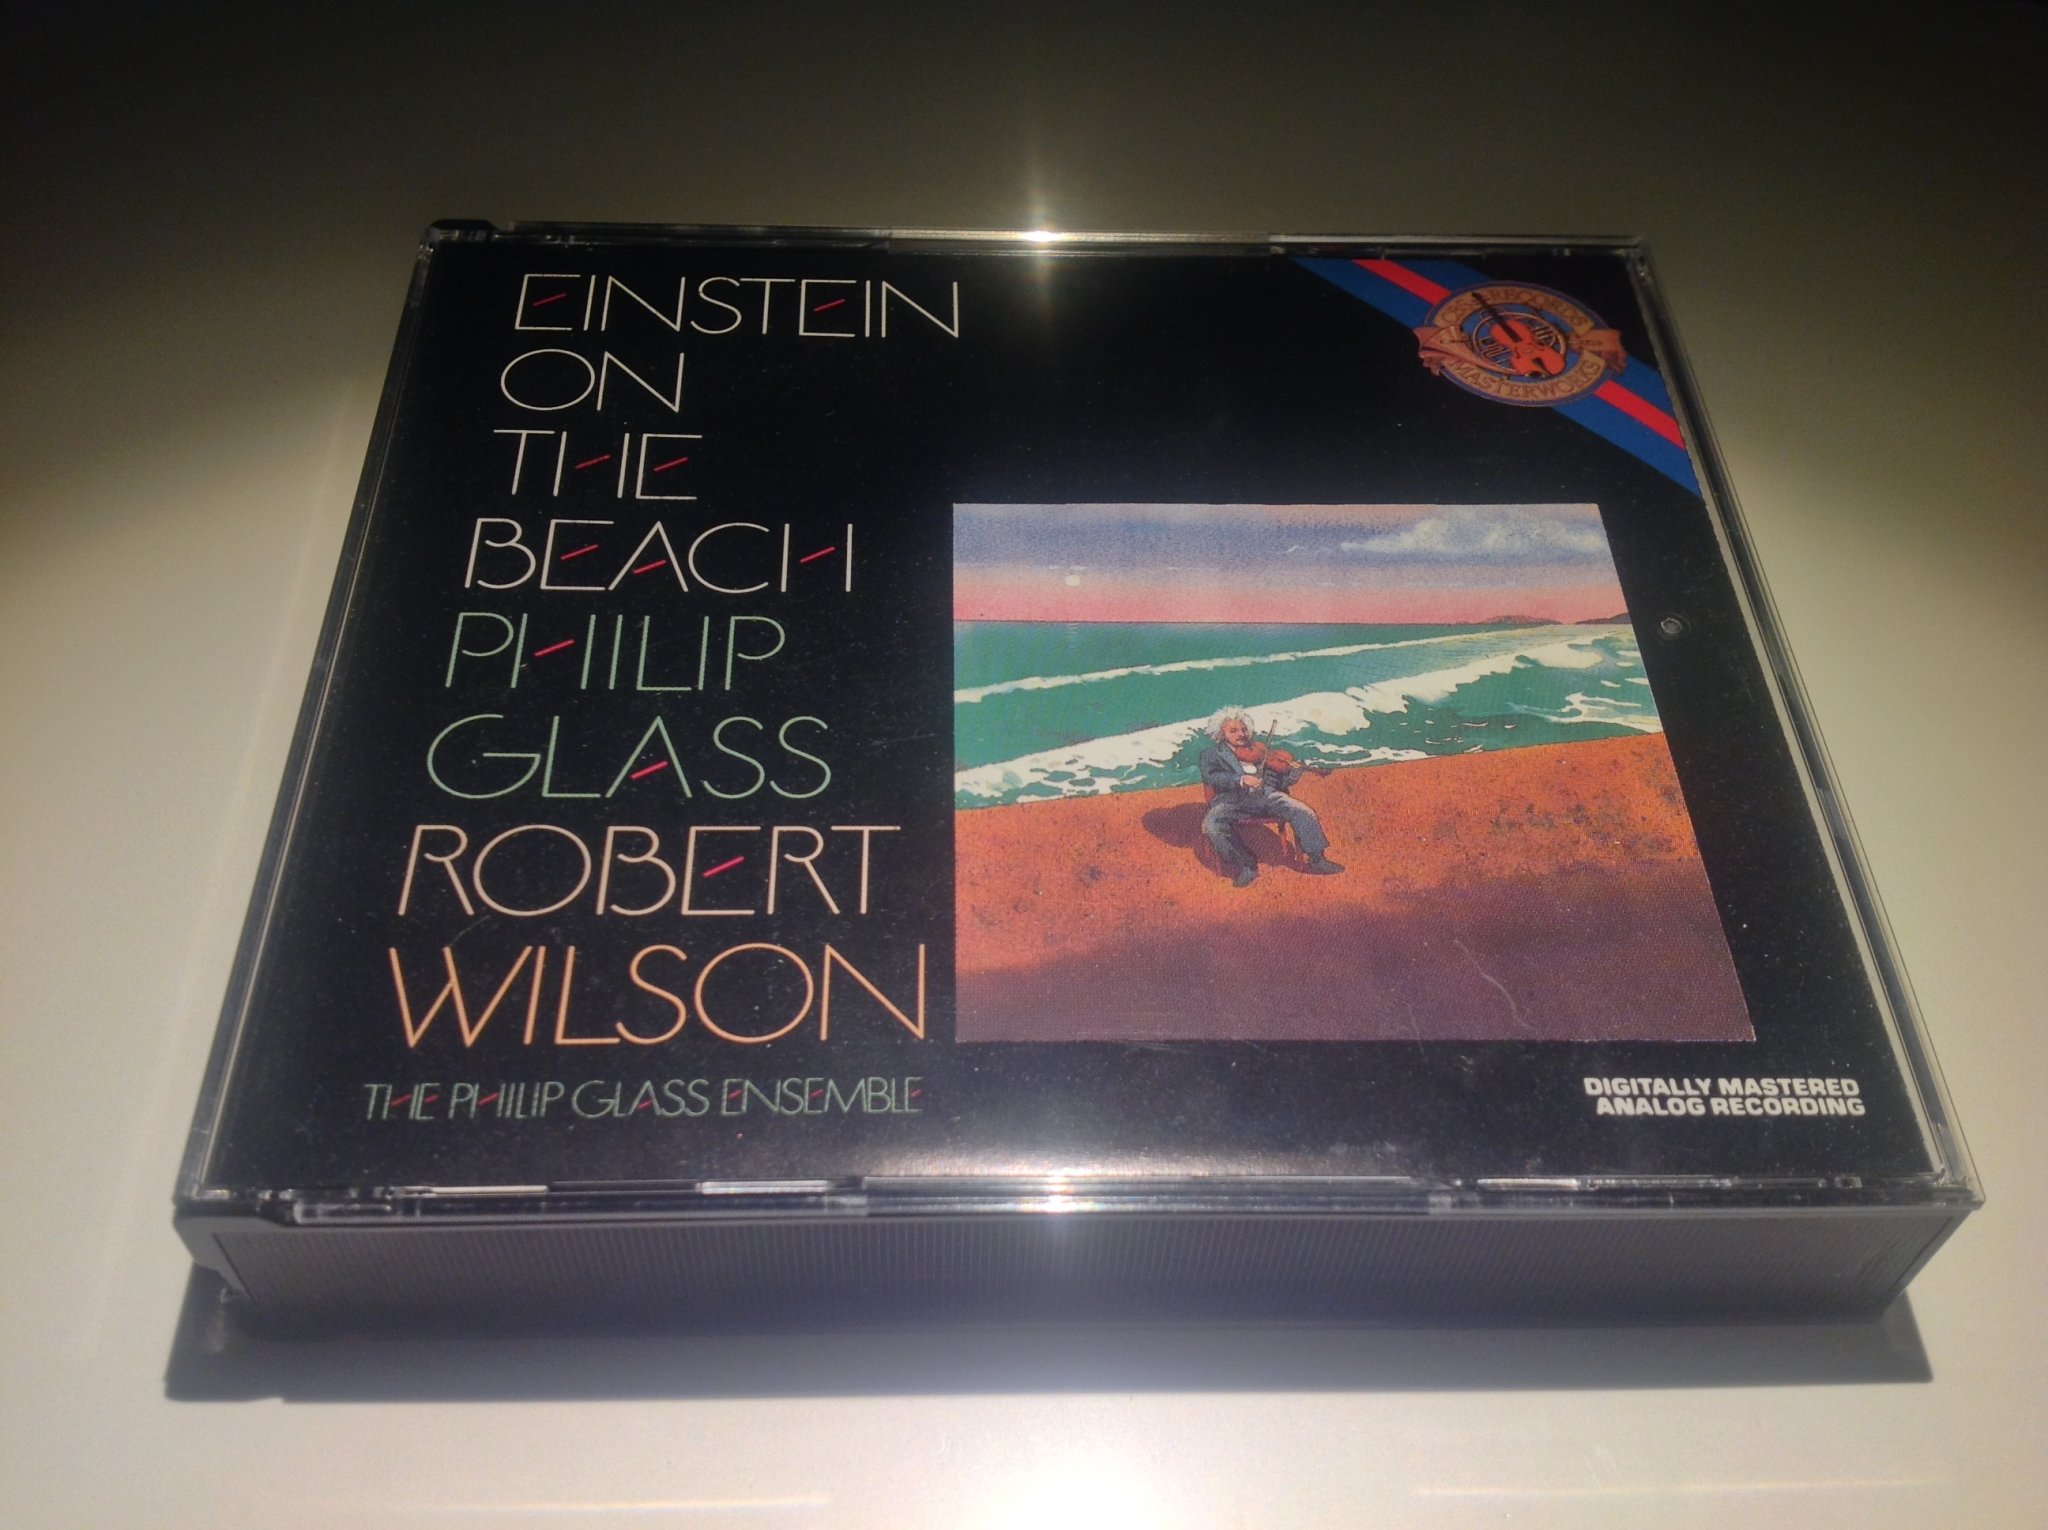 EINSTEIN
ON
THE
BEACH
PHILIP
GLASS
ROBERT
WILSON
THE PHILIP GLASS ENSEMBLE
CBS RECORDS
MASTERWORKS
DIGITALLY MASTERED
ANALOG RECORDING